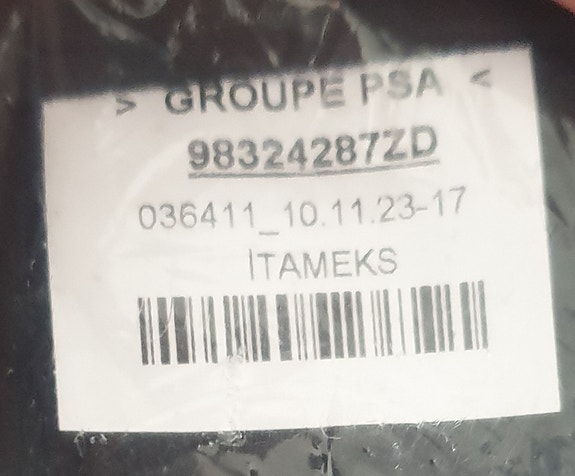 > GROUPE PSA <
98324287ZD
036411_10.11.23-17
İTAMEKS